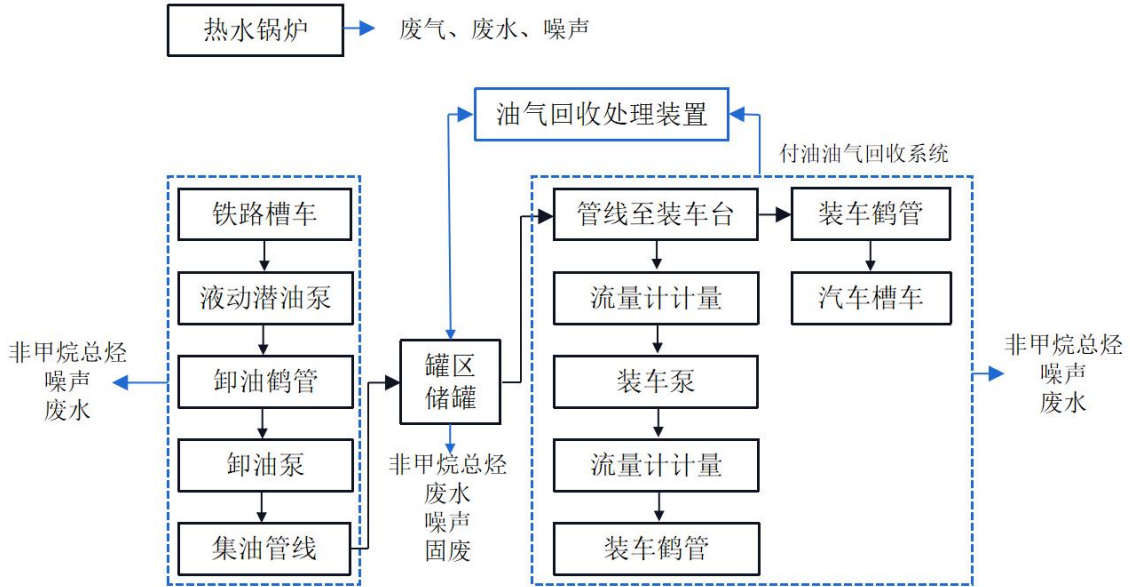 热水锅炉
废气、废水、噪声
油气回收处理装置
付油油气回收系统
铁路槽车
液动潜油泵
卸油鹤管
卸油泵
集油管线
非甲烷总烃
噪声
废水
罐区
储罐
非甲烷总烃
废水
噪声
固废
管线至装车台
流量计计量
装车泵
流量计计量
装车鹤管
装车鹤管
汽车槽车
非甲烷总烃
噪声
废水